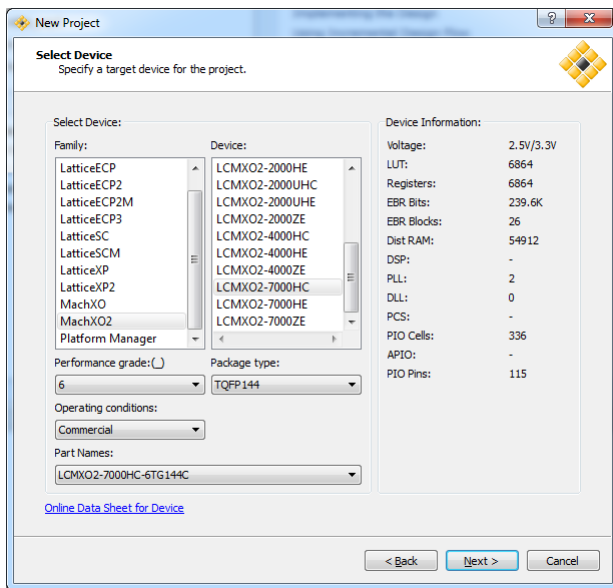 New Project
Select Device
Specify a target device for the project.
Select Device:
Family:
LatticeECP
LatticeECP2
LatticeECP2M
LatticeECP3
LatticeSC
LatticeSCM
LatticeXP
LatticeXP2
MachXO
MachXO2
Platform Manager
Device:
LCMXO2-2000HE
LCMXO2-2000UHC
LCMXO2-2000UHE
LCMXO2-2000ZE
LCMXO2-4000HC
LCMXO2-4000HE
LCMXO2-4000ZE
LCMXO2-7000HC
LCMXO2-7000HE
LCMXO2-7000ZE
Performance grade:(_)
6
Package type:
TQFP144
Operating conditions:
Commercial
Part Names:
LCMXO2-7000HC-6TG144C
Online Data Sheet for Device
Device Information:
Voltage: 2.5V/3.3V
LUT: 6864
Registers: 6864
EBR Bits: 239.6K
EBR Blocks: 26
Dist RAM: 54912
DSP: -
PLL: 2
DLL: 0
PCS: -
PIO Cells: 336
APIO: -
PIO Pins: 115
< Back
Next >
Cancel